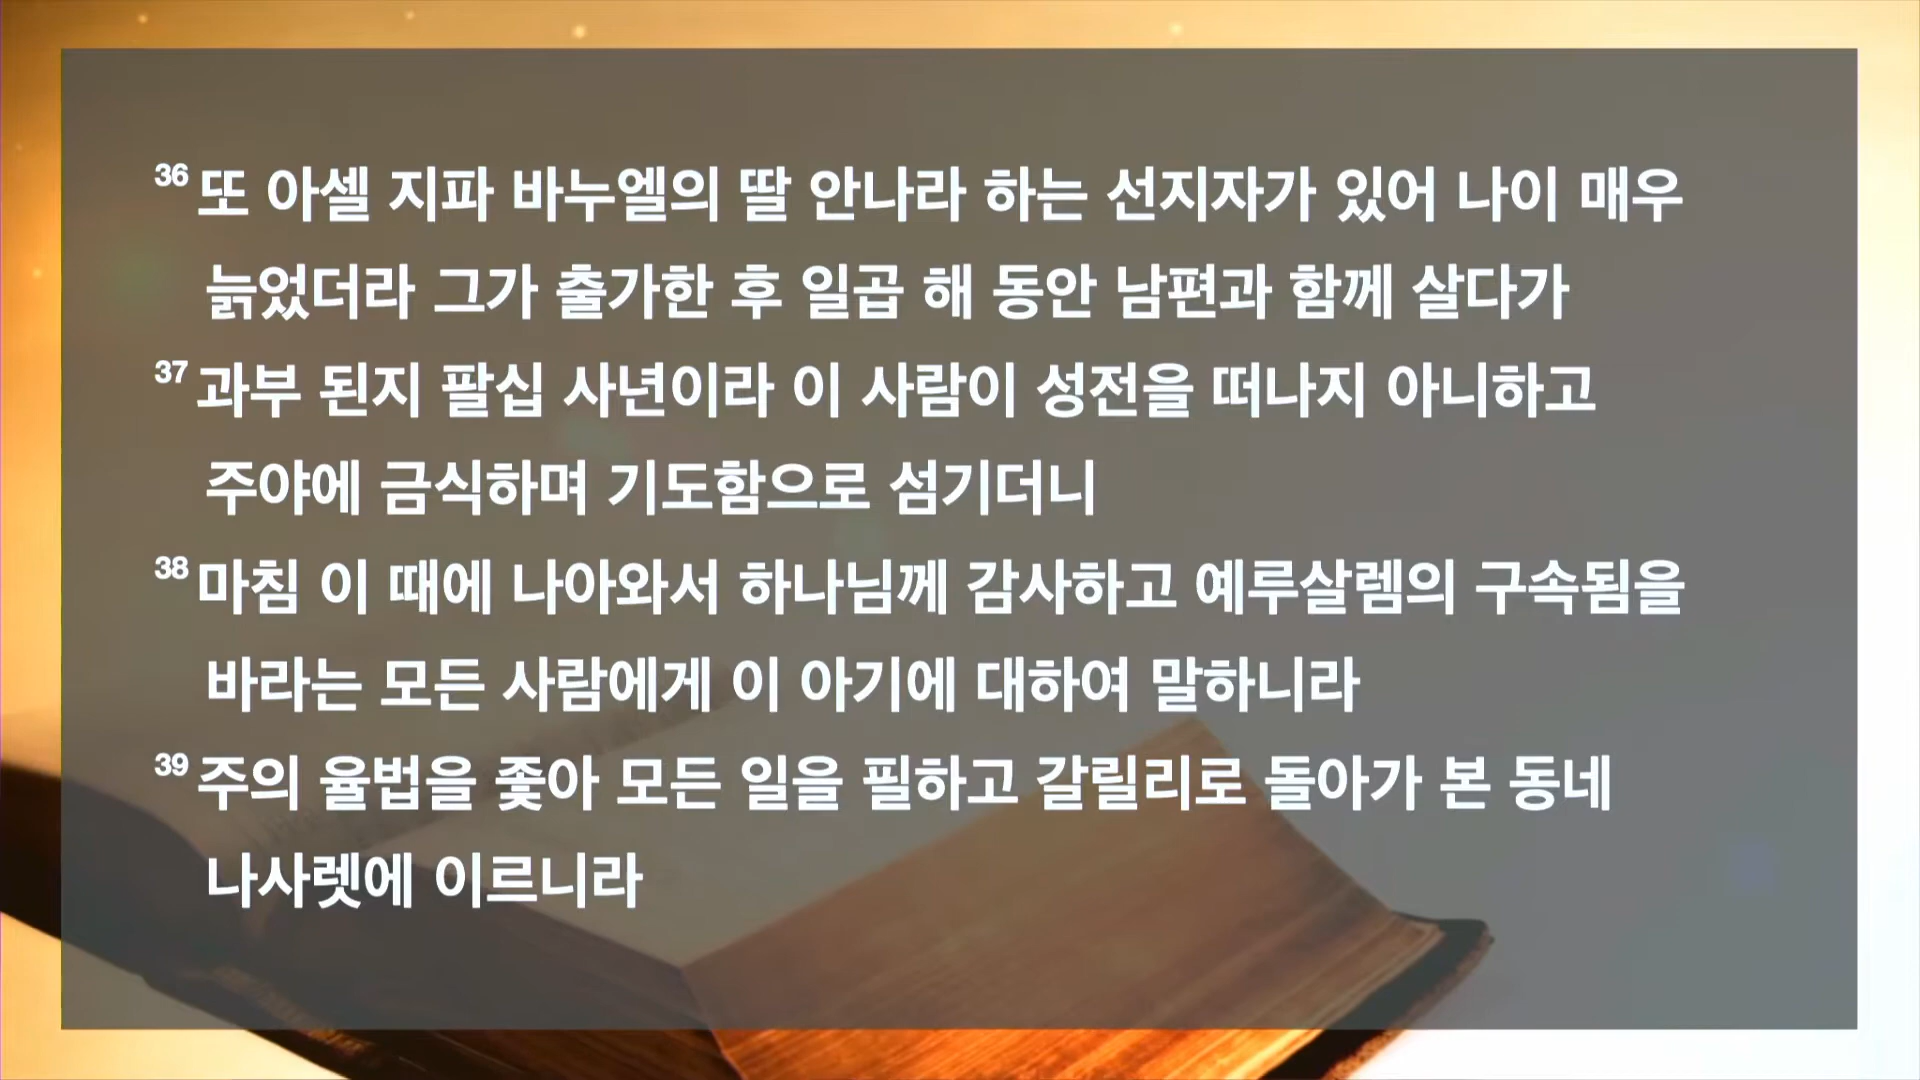 36 또 아셀 지파 바누엘의 딸 안나라 하는 선지자가 있어 나이 매우
늙었더라 그가 출가한 후 일곱 해 동안 남편과 함께 살다가
37 과부 된지 팔십 사년이라 이 사람이 성전을 떠나지 아니하고
주야에 금식하며 기도함으로 섬기더니
38 마침 이 때에 나아와서 하나님께 감사하고 예루살렘의 구속됨을
바라는 모든 사람에게 이 아기에 대하여 말하니라
39 주의 율법을 좇아 모든 일을 필하고 갈릴리로 돌아가 본 동네
나사렛에 이르니라